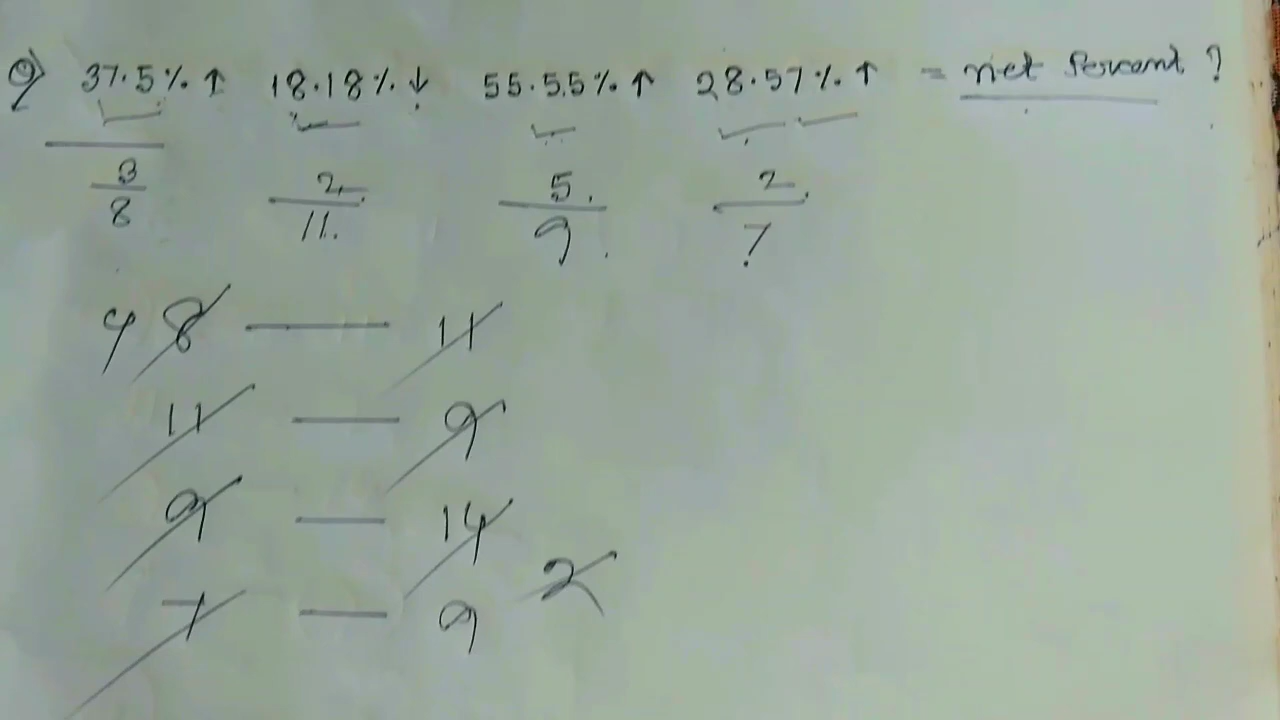 Q) 37.5%↑ 18.18%↓ 55.55%↑ 28.57%↑ = net Percent ?
3/8 2/11 5/9 2/7
4 8 — 11
11 — 9
9 — 14 2
7 — 9